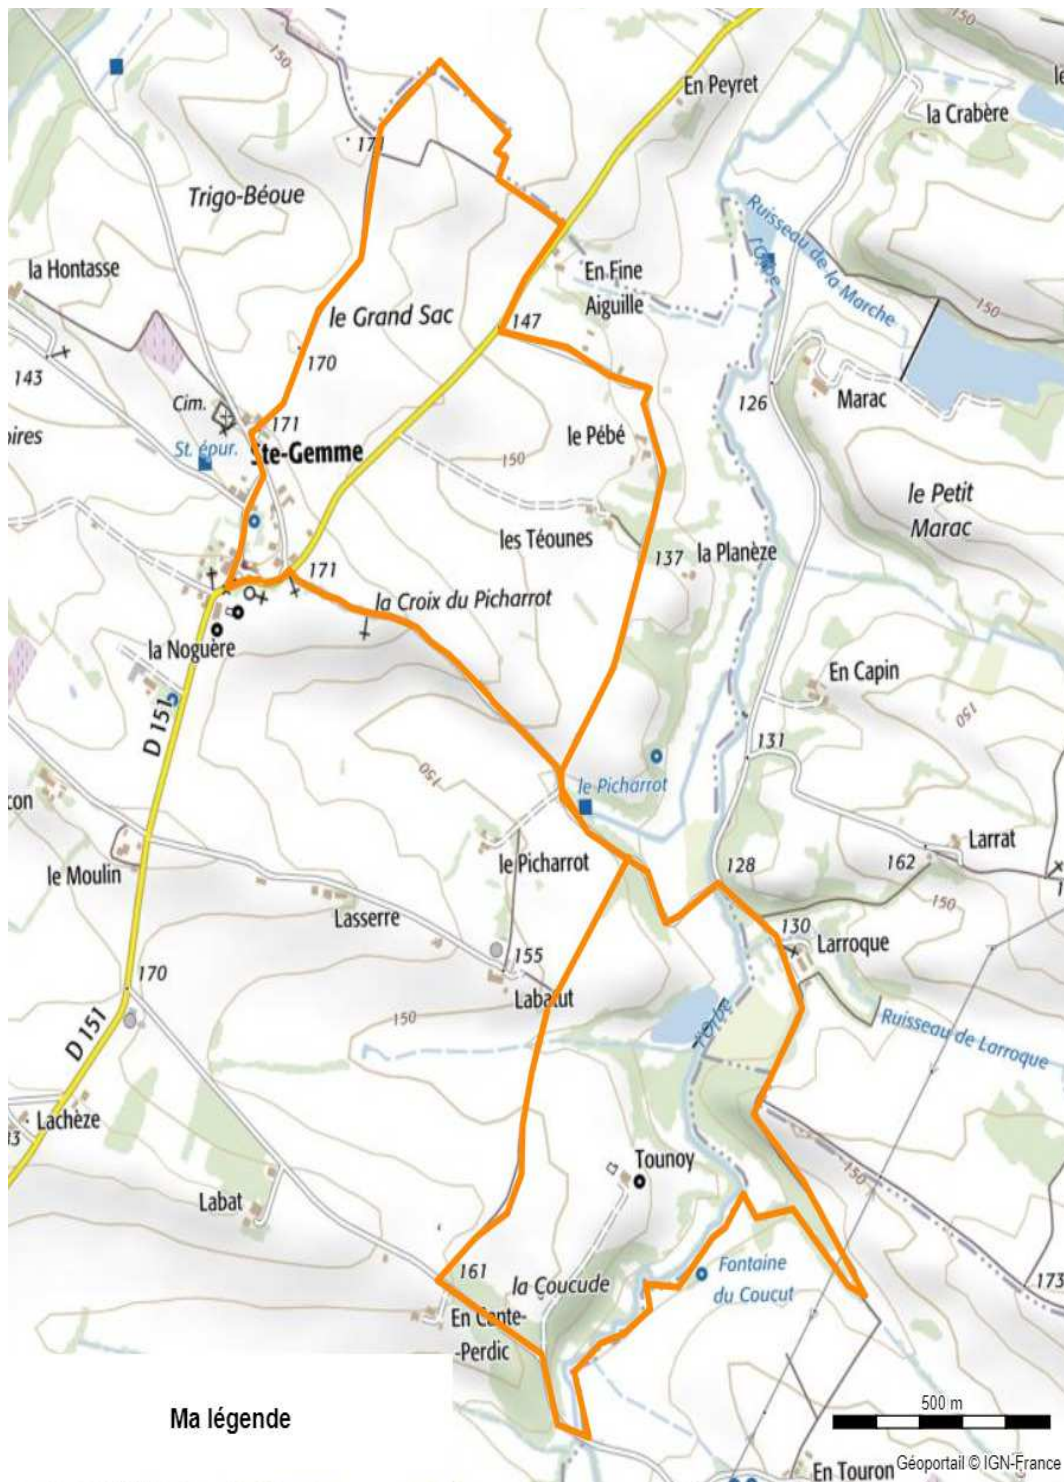 150
150
En Peyret
la Crabère
171
Trigo-Béoue
Ruisseau de la Marche
l'Orbe
la Hontasse
En Fine
Aiguille
le Grand Sac
147
150
170
143
126
Marac
Cim.
171
le Pébé
oires
St. épur.
Ste-Gemme
150
le Petit
Marac
les Téounes
137
la Planèze
171
la Croix du Picharrot
la Noguère
En Capin
D 151
150
131
150
le Picharrot
con
le Moulin
le Picharrot
128
162
Larrat
150
Lasserre
130
Larroque
155
170
Labatut
l'Orbe
150
Ruisseau de Larroque
D 151
Lachèze
Tounoy
150
Labat
161
la Coucude
Fontaine
du Coucut
173
En Cante-
-Perdic
Ma légende
500 m
En Touron
Géoportail © IGN-France